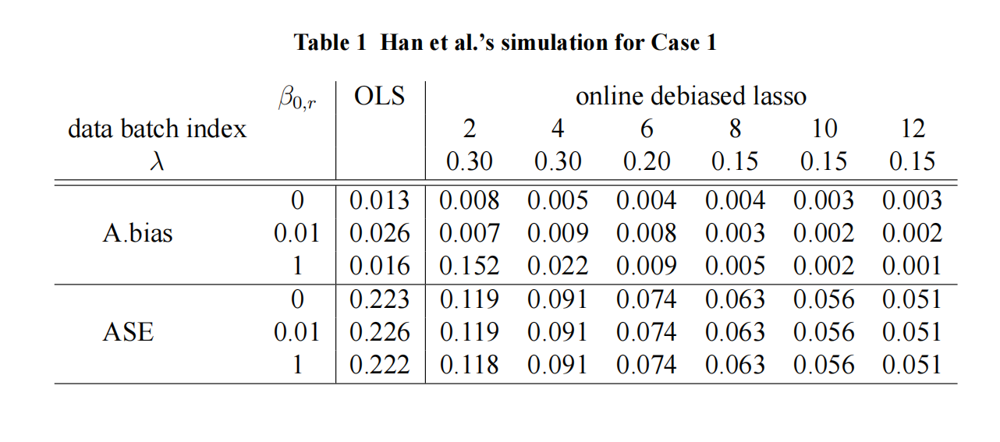 Table 1 Han et al.'s simulation for Case 1
β0,r OLS online debiased lasso
data batch index 2 4 6 8 10 12
λ 0.30 0.30 0.20 0.15 0.15 0.15
0 0.013 0.008 0.005 0.004 0.004 0.003 0.003
A.bias 0.01 0.026 0.007 0.009 0.008 0.003 0.002 0.002
1 0.016 0.152 0.022 0.009 0.005 0.002 0.001
0 0.223 0.119 0.091 0.074 0.063 0.056 0.051
ASE 0.01 0.226 0.119 0.091 0.074 0.063 0.056 0.051
1 0.222 0.118 0.091 0.074 0.063 0.056 0.051